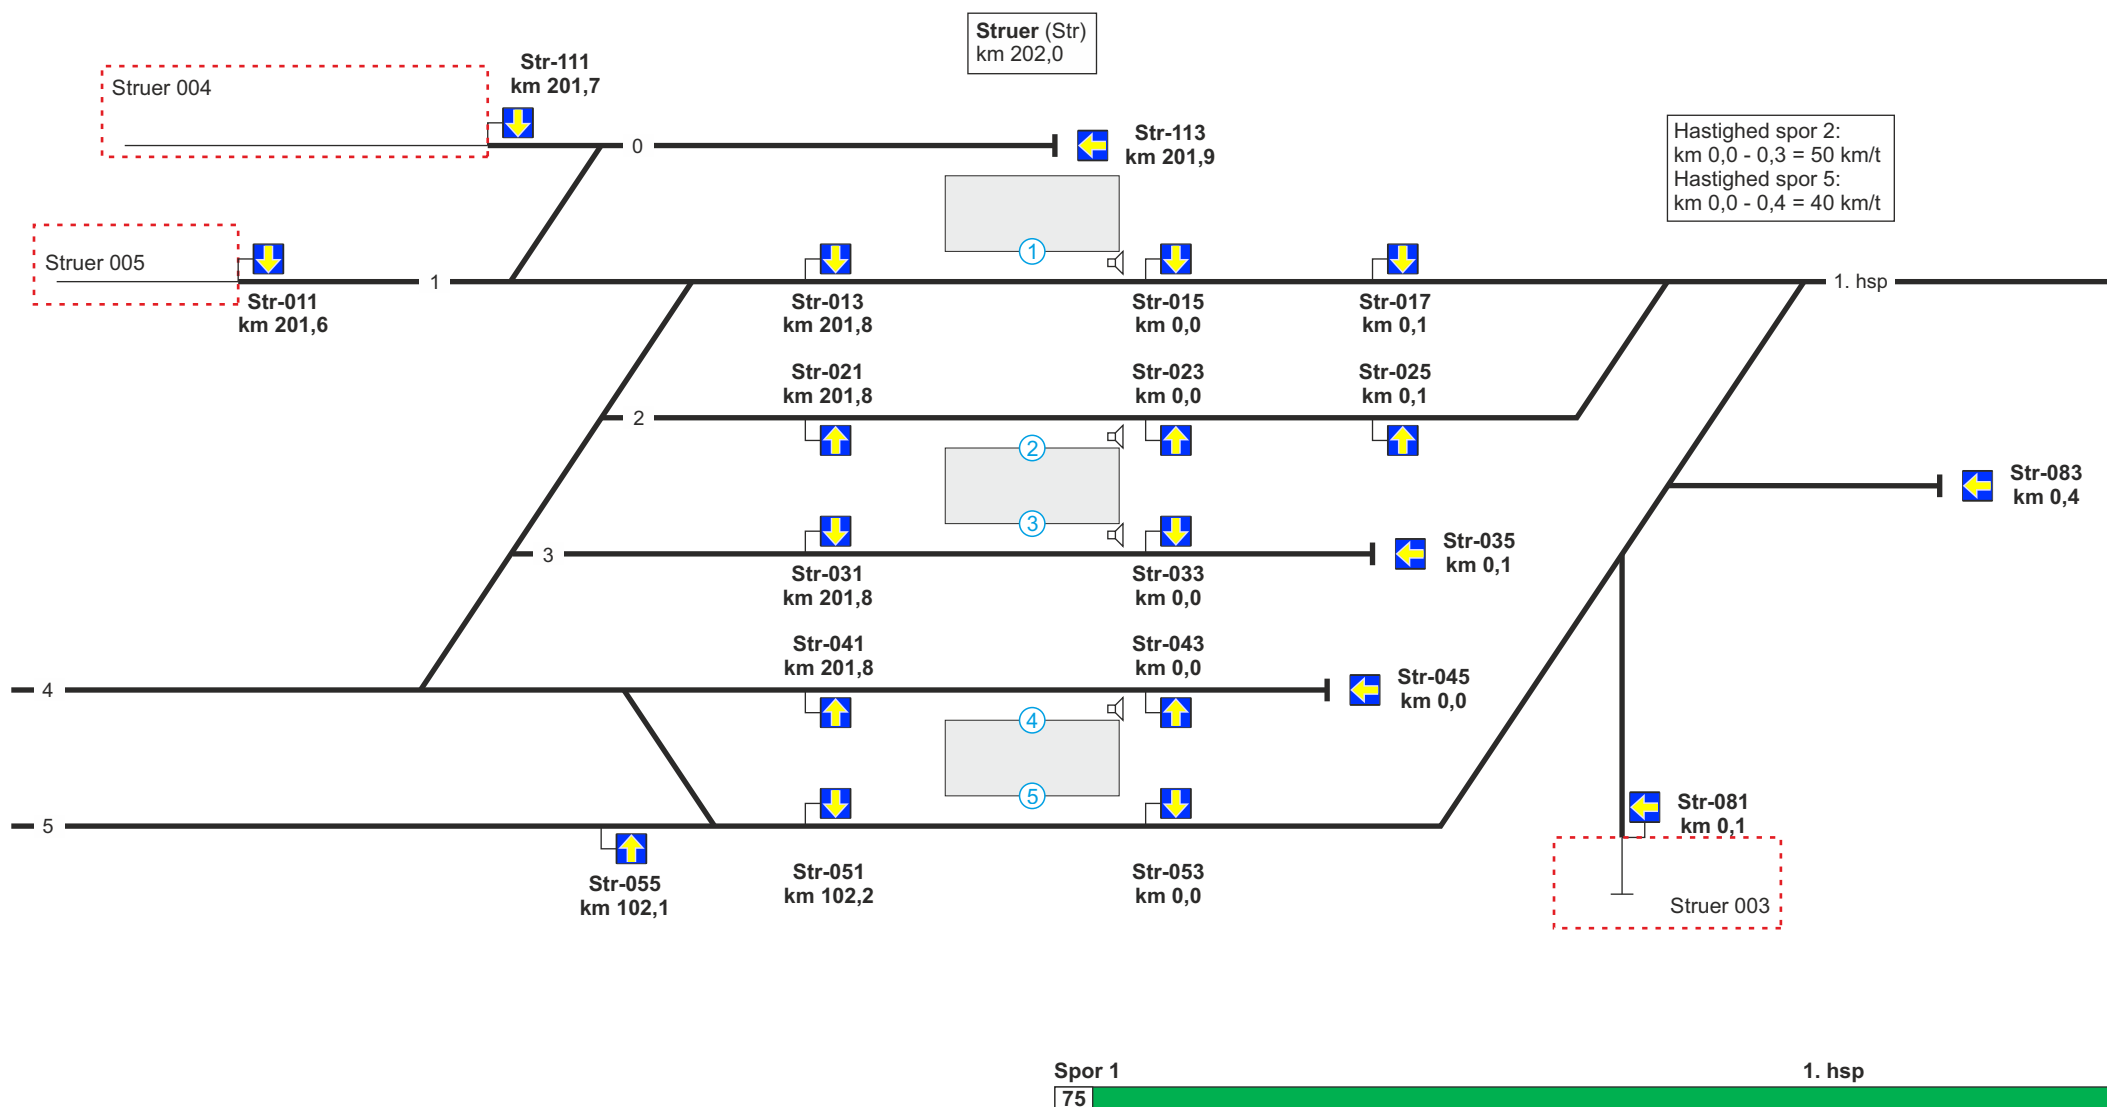 Struer (Str)
km 202,0
Struer 004
Str-111
km 201,7
0
Str-113
km 201,9
Hastighed spor 2:
km 0,0 - 0,3 = 50 km/t
Hastighed spor 5:
km 0,0 - 0,4 = 40 km/t
Struer 005
Str-011
km 201,6
1
1
Str-013
km 201,8
Str-015
km 0,0
Str-017
km 0,1
1. hsp
Str-021
km 201,8
Str-023
km 0,0
Str-025
km 0,1
2
2
3
Str-083
km 0,4
3
Str-031
km 201,8
Str-033
km 0,0
Str-035
km 0,1
Str-041
km 201,8
Str-043
km 0,0
Str-045
km 0,0
4
4
5
5
Str-055
km 102,1
Str-051
km 102,2
Str-053
km 0,0
Str-081
km 0,1
Struer 003
Spor 1
1. hsp
75